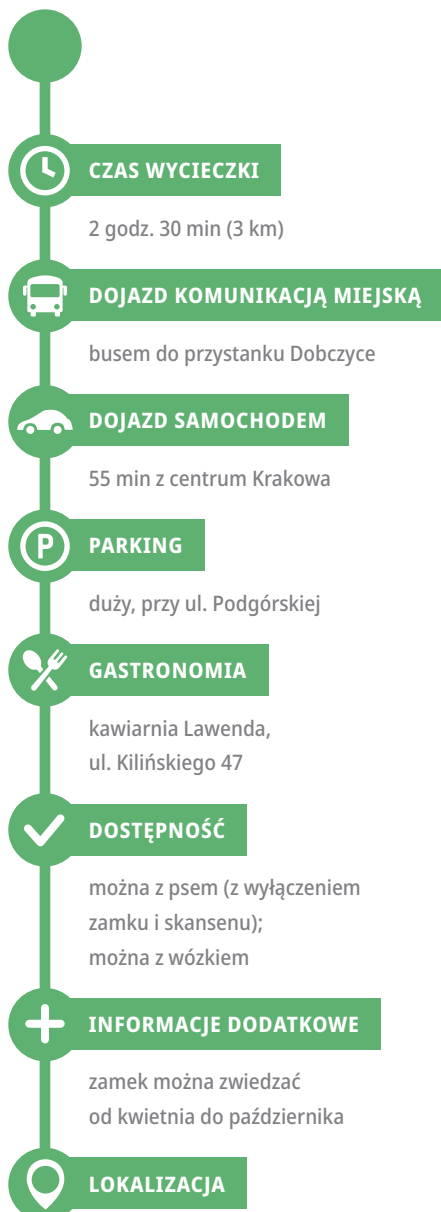 CZAS WYCIECZKI
2 godz. 30 min (3 km)
DOJAZD KOMUNIKACJĄ MIEJSKĄ
busem do przystanku Dobczyce
DOJAZD SAMOCHODEM
55 min z centrum Krakowa
P PARKING
duży, przy ul. Podgórskiej
GASTRONOMIA
kawiarnia Lawenda,
ul. Kilińskiego 47
DOSTĘPNOŚĆ
można z psem (z wyłączeniem
zamku i skansenu);
można z wózkiem
INFORMACJE DODATKOWE
zamek można zwiedzać
od kwietnia do października
LOKALIZACJA